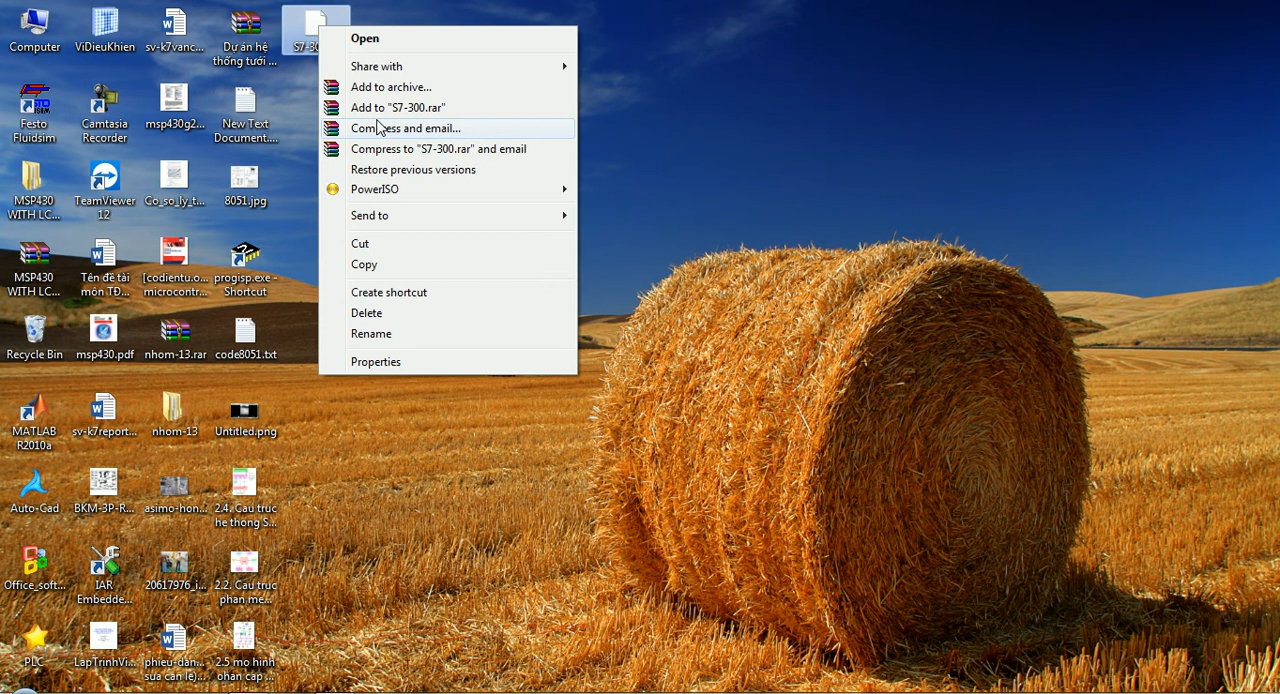 Computer
ViDieuKhien
sv-k7vanc...
Dự án hệ
thống tưới ...
Open
Share with
Add to archive...
Add to "S7-300.rar"
Compress and email...
Compress to "S7-300.rar" and email
Restore previous versions
PowerISO
Send to
Cut
Copy
Create shortcut
Delete
Rename
Properties
Festo
Fluidsim
Camtasia
Recorder
msp430g2...
New Text
Document....
MSP430
WITH LC...
TeamViewer
12
Co_so_ly_t...
8051.jpg
MSP430
WITH LC...
Tên đề tài
môn TĐ...
[codientu.o...
microcontr...
progisp.exe -
Shortcut
Recycle Bin
msp430.pdf
nhom-13.rar
code8051.txt
MATLAB
R2010a
sv-k7report...
nhom-13
Untitled.png
Auto-Gad
BKM-3P-R...
asimo-hon...
2.4. Cau truc
he thong S...
Office_soft...
IAR
Embedde...
20617976_i...
2.2. Cau truc
phan me...
PLC
LapTrinhVi...
phieu-dan...
sua can le)...
2.5 mo hinh
phan cap ...